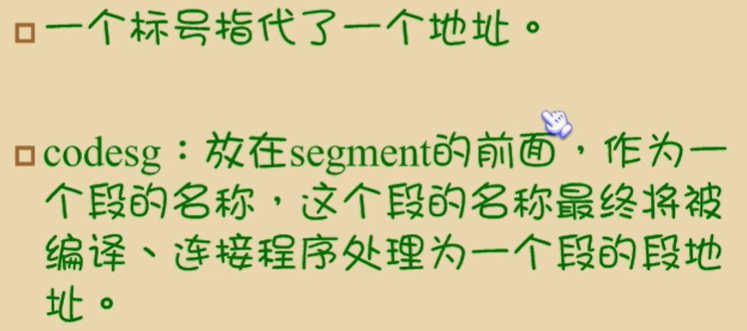 一个标号指代了一个地址。
codesg：放在segment的前面，作为一
个段的名称，这个段的名称最终将被
编译、连接程序处理为一个段的段地
址。